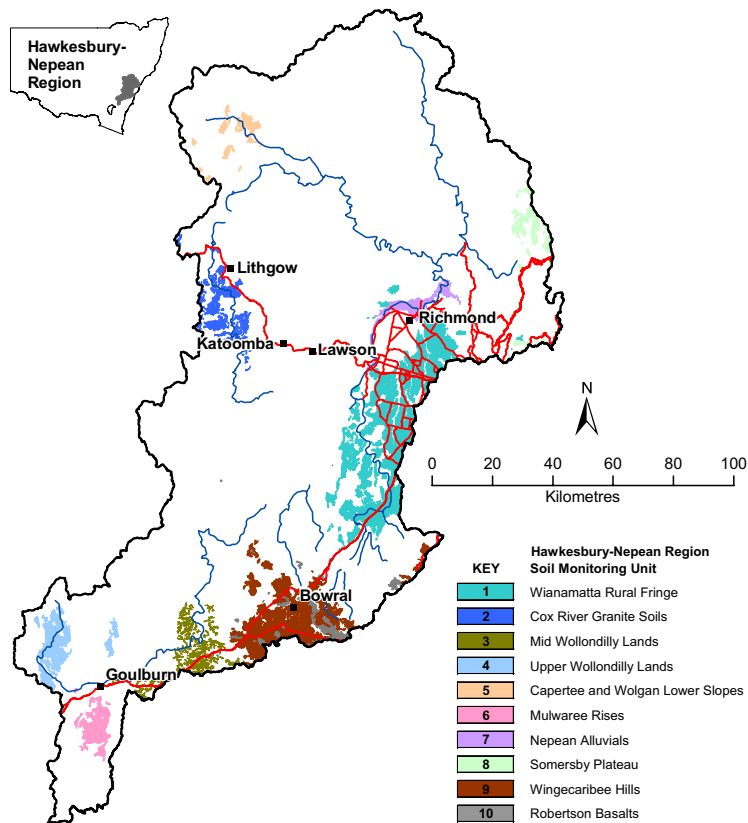 Hawkesbury-
Nepean
Region
Lithgow
Richmond
Katoomba
Lawson
N
0 20 40 60 80 100
Kilometres
Bowral
Goulburn
KEY
Hawkesbury-Nepean Region
Soil Monitoring Unit
1 Wianamatta Rural Fringe
2 Cox River Granite Soils
3 Mid Wollondilly Lands
4 Upper Wollondilly Lands
5 Capertee and Wolgan Lower Slopes
6 Mulwaree Rises
7 Nepean Alluvials
8 Somersby Plateau
9 Wingecaribee Hills
10 Robertson Basalts